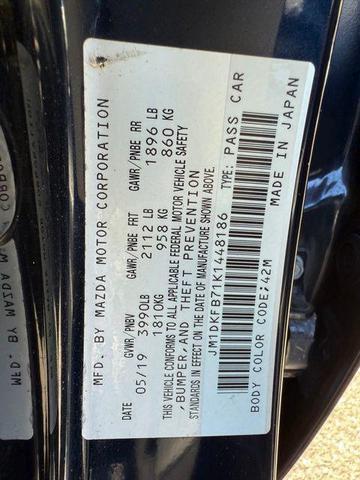 MFD. BY MAZDA MOTOR CORPORATION
DATE GVWR/PNBV GAWR/PNBE FRT GAWR/PNBE RR
05/19 3990LB 2112 LB 1896 LB
1810KG 958 KG 860 KG
THIS VEHICLE CONFORMS TO ALL APPLICABLE FEDERAL MOTOR VEHICLE SAFETY
,BUMPER,AND THEFT PREVENTION
STANDARDS IN EFFECT ON THE DATE OF MANUFACTURE SHOWN ABOVE.
JM1DKFB71K1448186 TYPE: PASS CAR
BODY COLOR CODE:42M MADE IN JAPAN